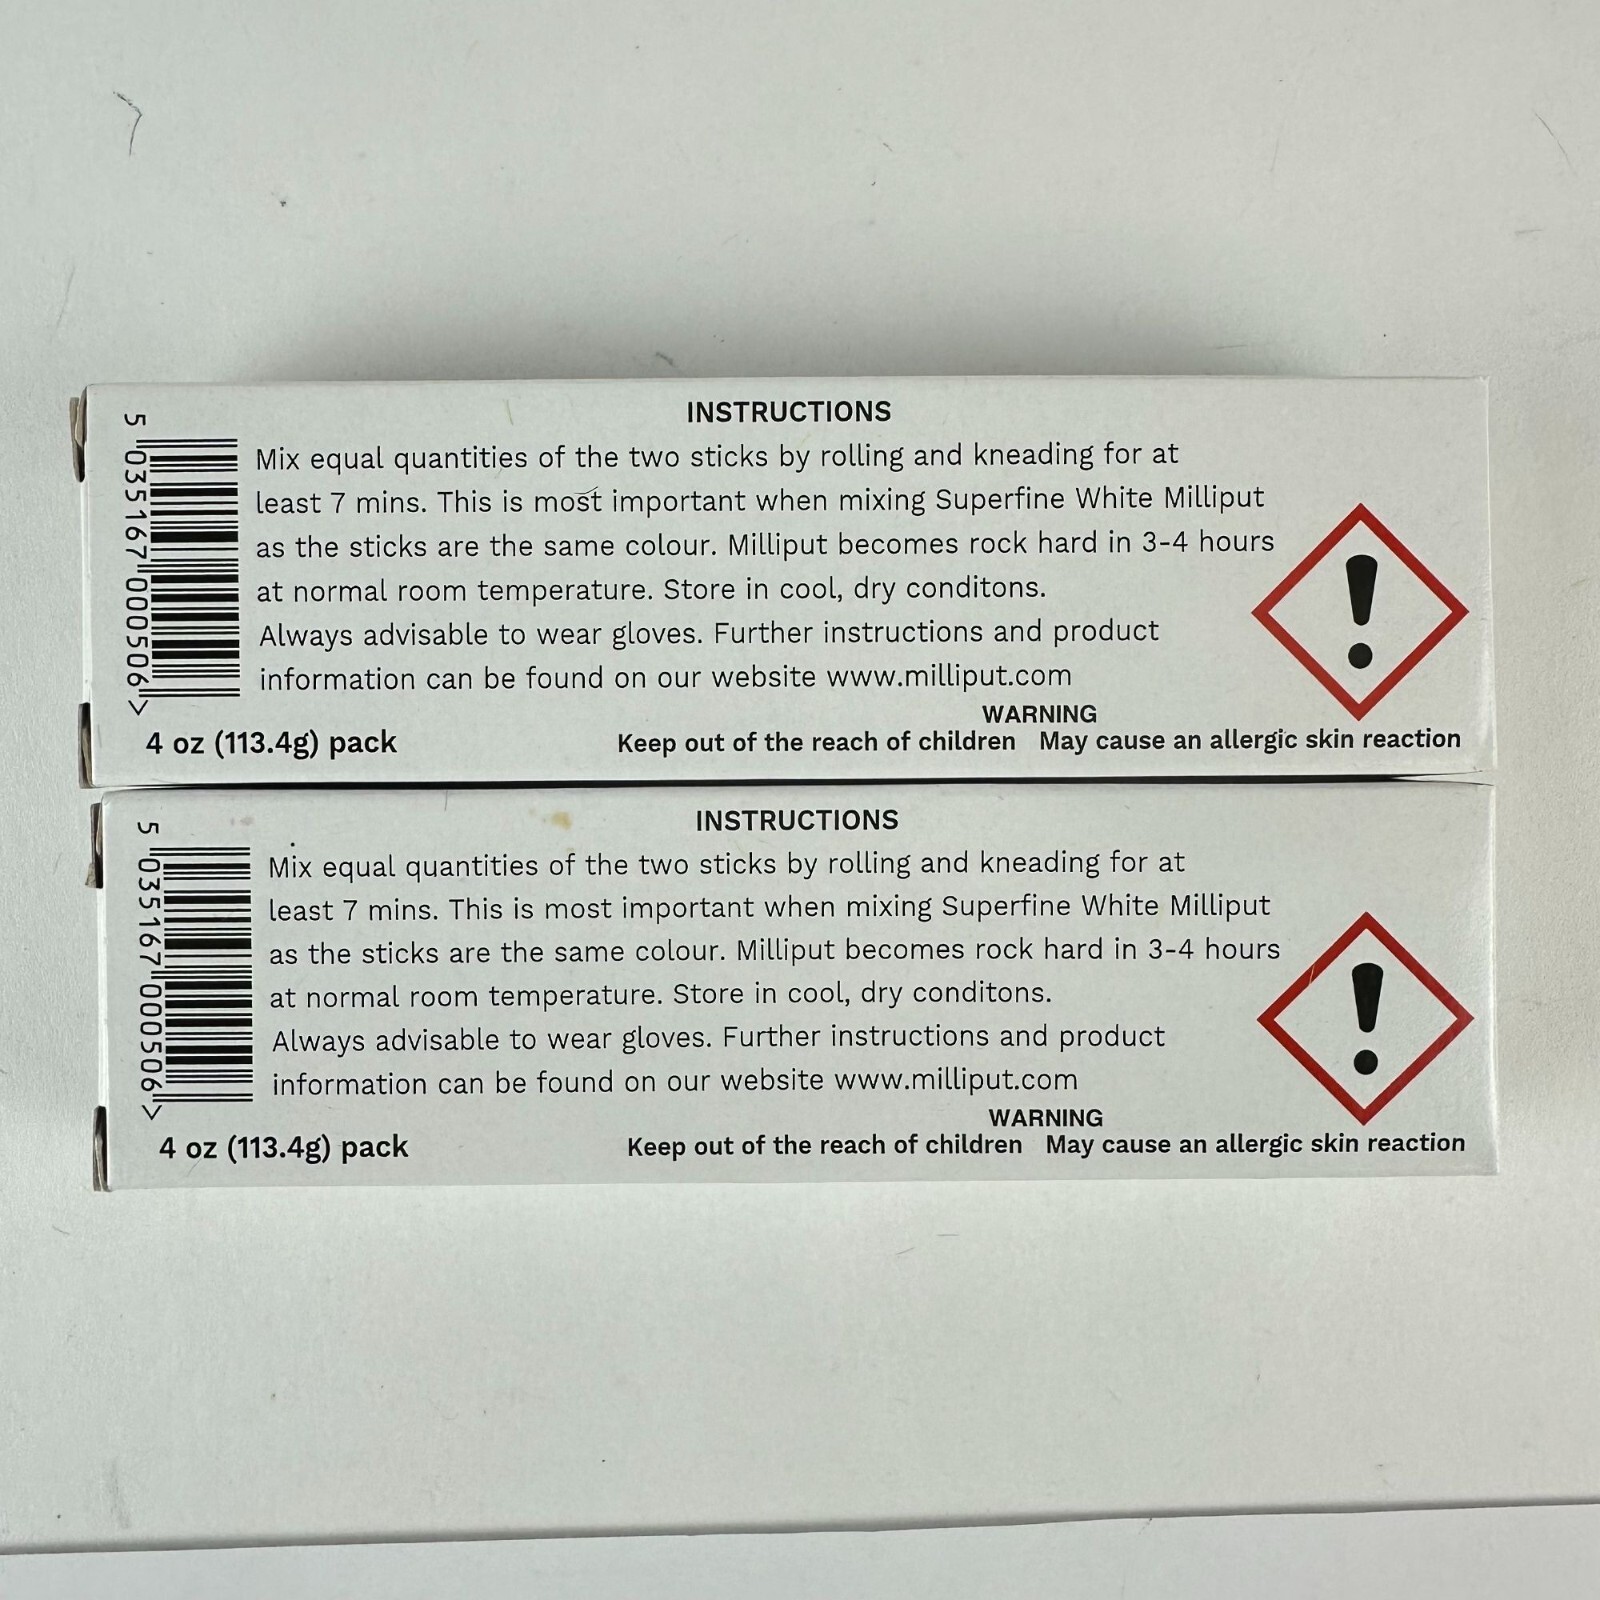 INSTRUCTIONS
Mix equal quantities of the two sticks by rolling and kneading for at
least 7 mins. This is most important when mixing Superfine White Milliput
as the sticks are the same colour. Milliput becomes rock hard in 3-4 hours
at normal room temperature. Store in cool, dry conditons.
Always advisable to wear gloves. Further instructions and product
information can be found on our website www.milliput.com
WARNING
4 oz (113.4g) pack
Keep out of the reach of children May cause an allergic skin reaction
5 035167 000506 >
INSTRUCTIONS
Mix equal quantities of the two sticks by rolling and kneading for at
least 7 mins. This is most important when mixing Superfine White Milliput
as the sticks are the same colour. Milliput becomes rock hard in 3-4 hours
at normal room temperature. Store in cool, dry conditons.
Always advisable to wear gloves. Further instructions and product
information can be found on our website www.milliput.com
WARNING
4 oz (113.4g) pack
Keep out of the reach of children May cause an allergic skin reaction
5 035167 000506 >